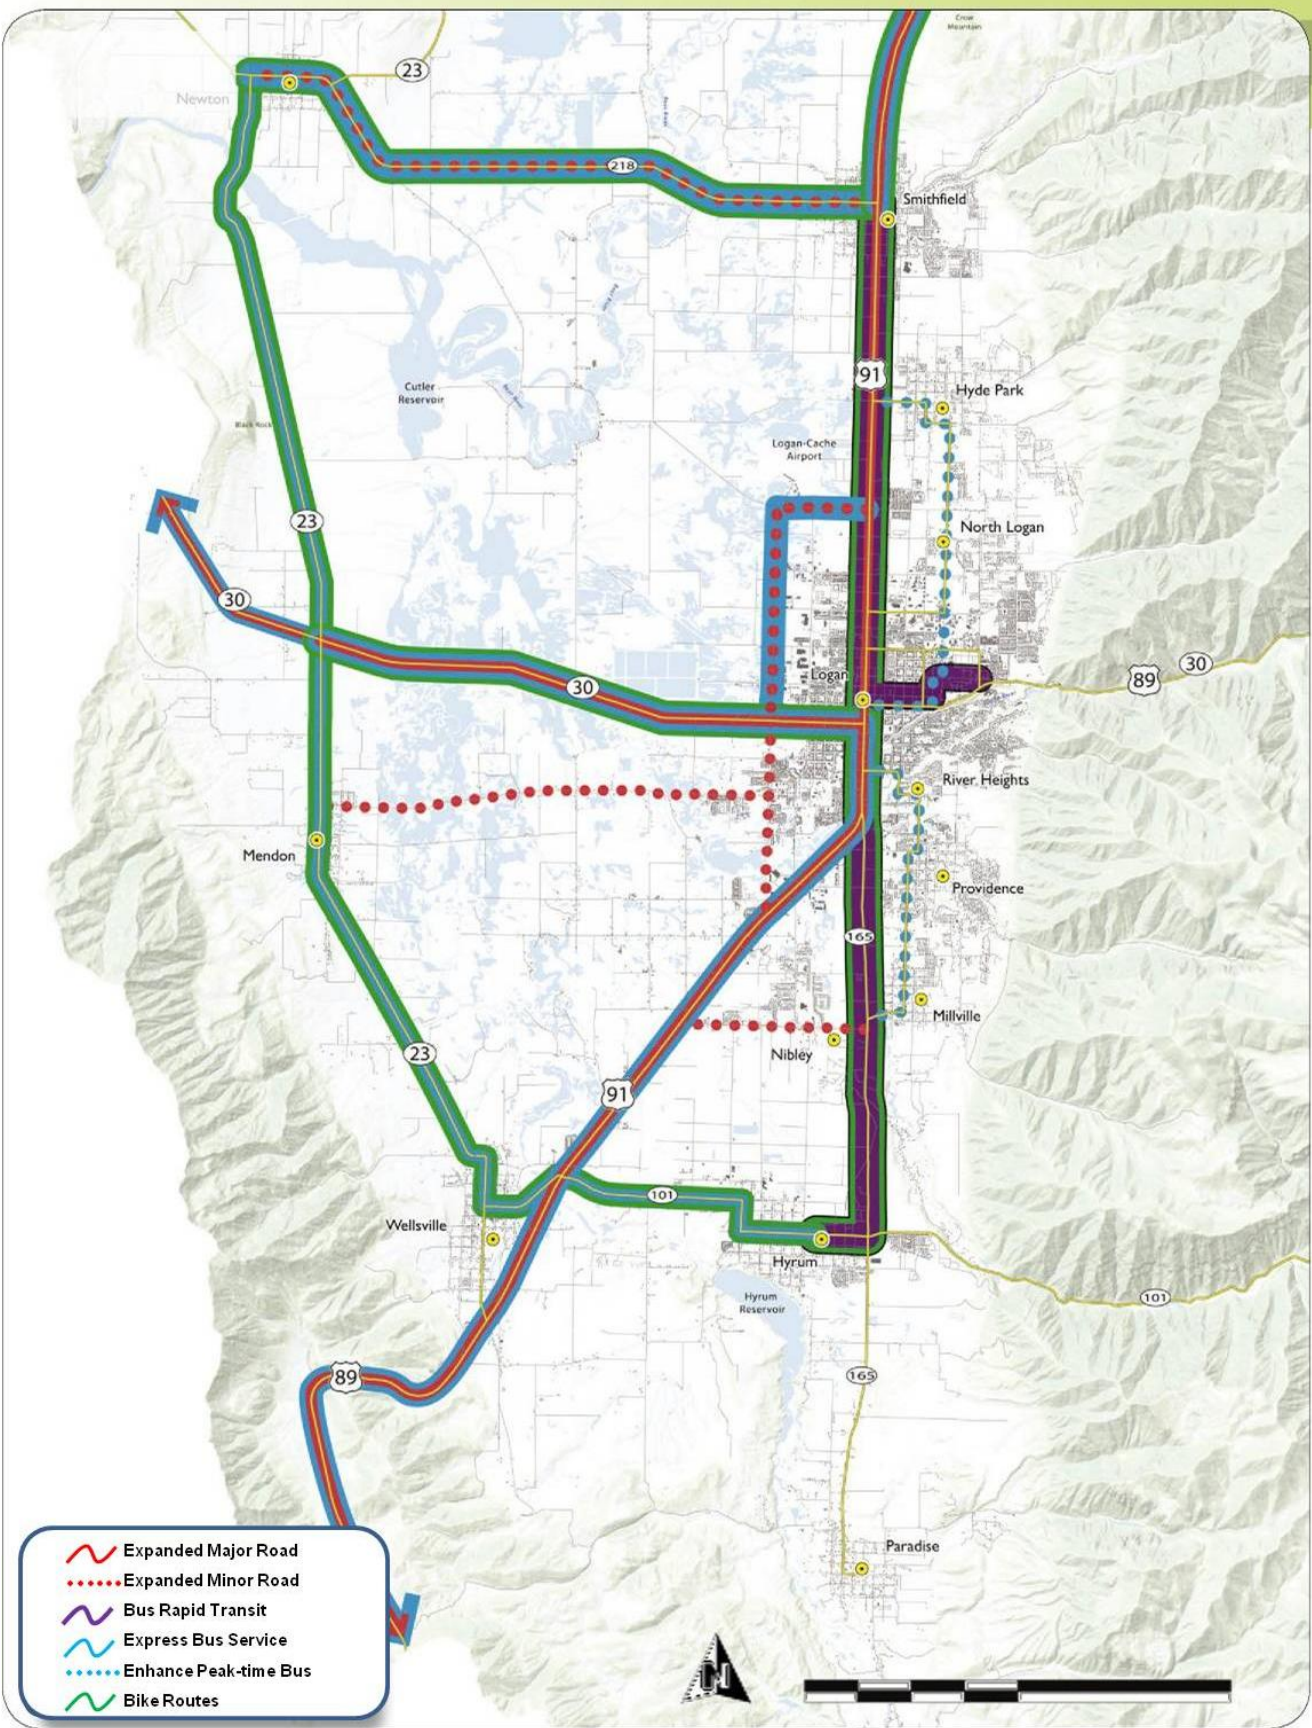 Crow
Mountain
23
Newton
218
Smithfield
91
Hyde Park
Cutler
Reservoir
Logan-Cache
Airport
23
North Logan
30
30
Logan
89
30
River Heights
Mendon
Providence
165
Millville
Nibley
23
91
101
Wellsville
Hyrum
Hyrum
Reservoir
101
89
165
Paradise
Expanded Major Road
Expanded Minor Road
Bus Rapid Transit
Express Bus Service
Enhance Peak-time Bus
Bike Routes
N